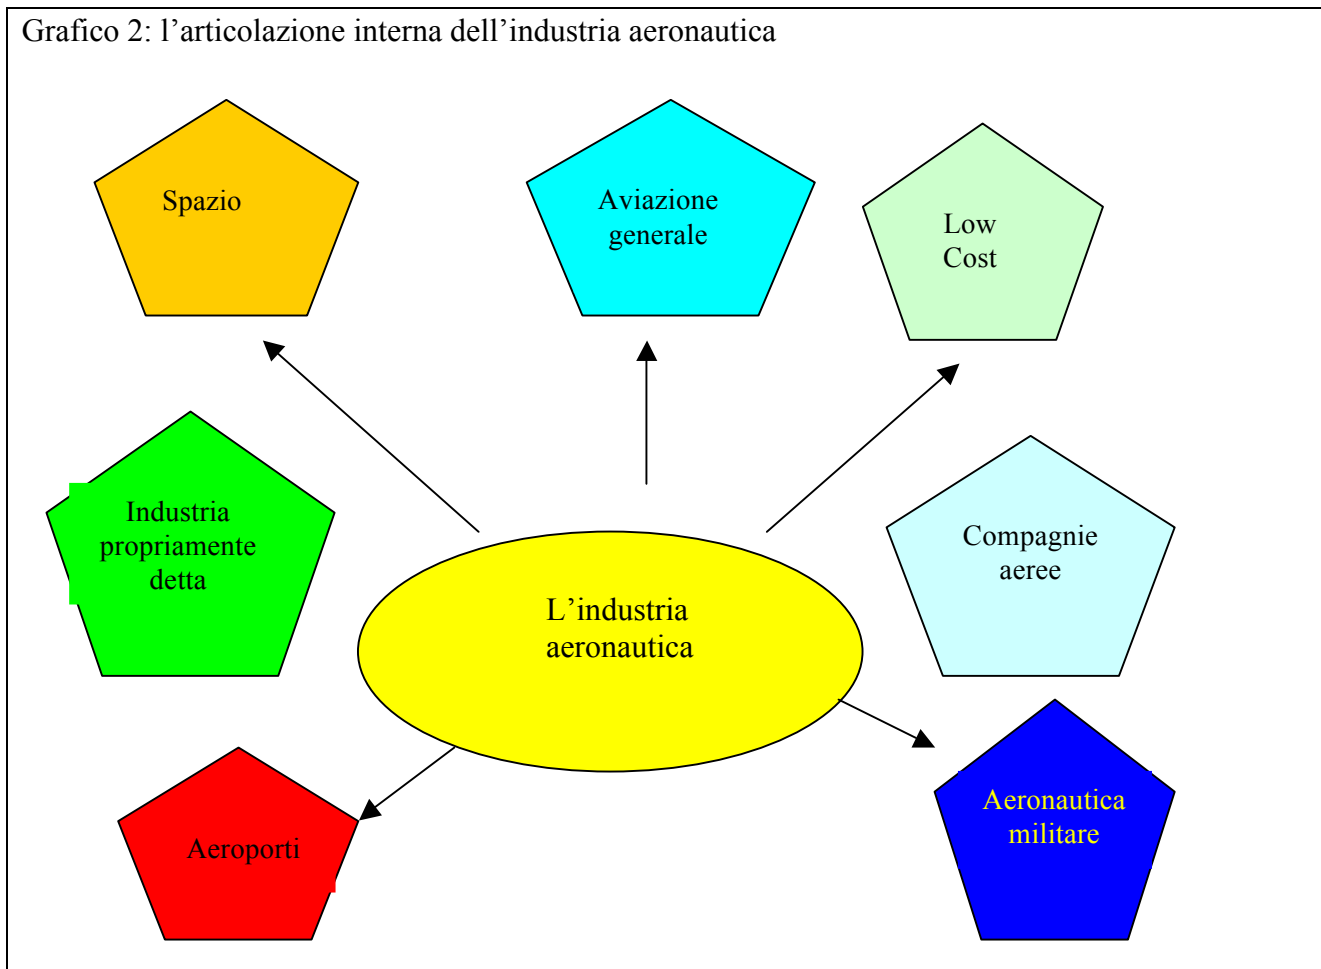 Grafico 2: l’articolazione interna dell’industria aeronautica
Spazio
Aviazione
generale
Low
Cost
Industria
propriamente
detta
Compagnie
aeree
L’industria
aeronautica
Aeroporti
Aeronautica
militare